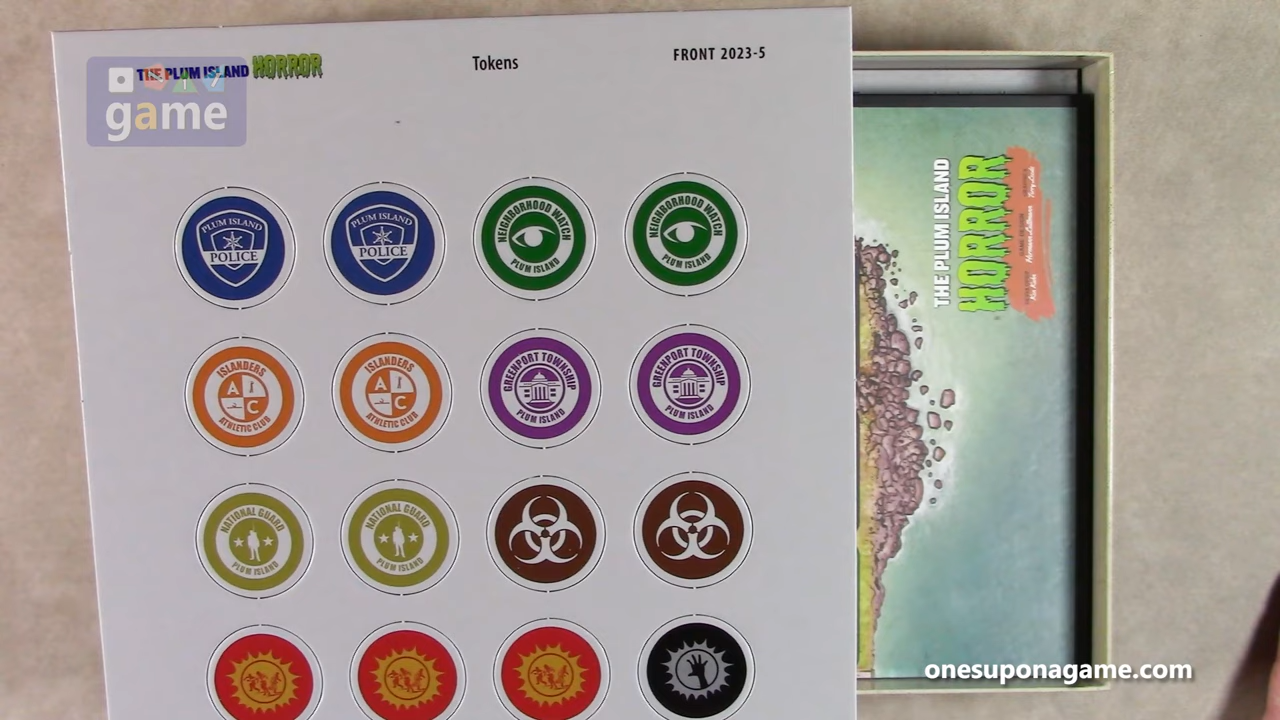 THE PLUM ISLAND HORROR
Tokens
FRONT 2023-5
game
PLUM ISLAND
POLICE
PLUM ISLAND
POLICE
NEIGHBORHOOD WATCH
PLUM ISLAND
NEIGHBORHOOD WATCH
PLUM ISLAND
ISLANDERS
A
C
ATHLETIC CLUB
ISLANDERS
A
C
ATHLETIC CLUB
GREENPORT TOWNSHIP
PLUM ISLAND
GREENPORT TOWNSHIP
PLUM ISLAND
NATIONAL GUARD
PLUM ISLAND
NATIONAL GUARD
PLUM ISLAND
THE PLUM ISLAND
HORROR
onesuponagame.com